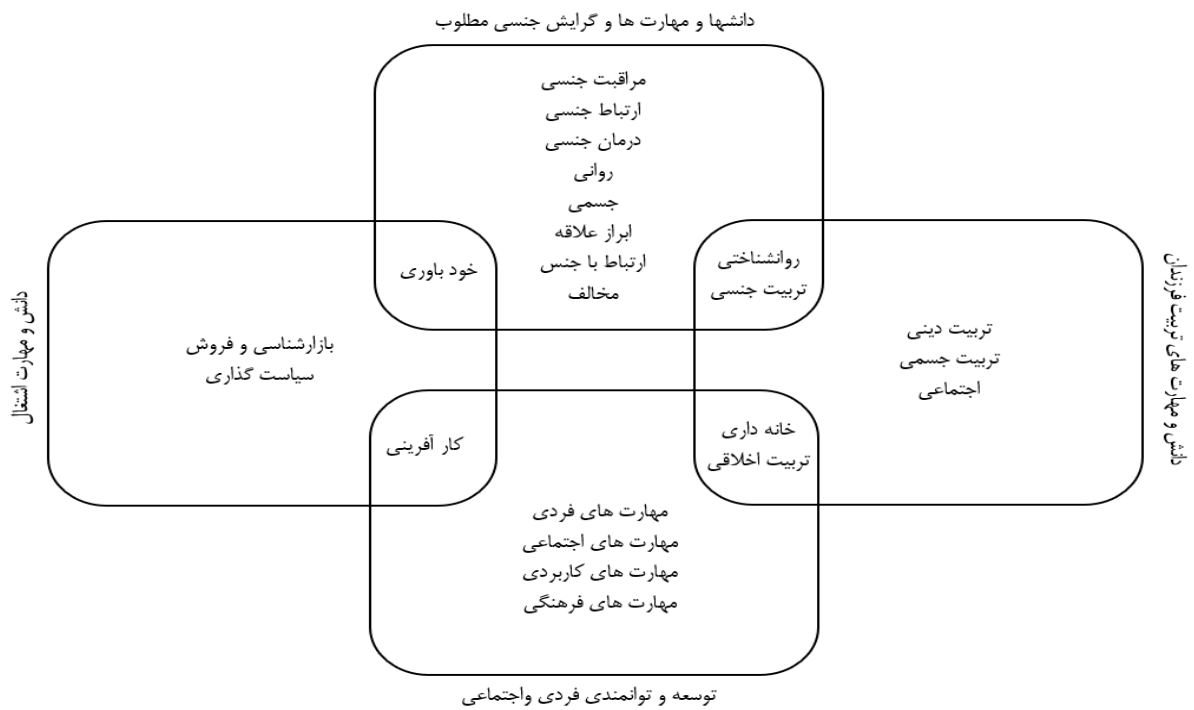 دانشها و مهارت ها و گرایش جنسی مطلوب
مراقبت جنسی
ارتباط جنسی
درمان جنسی
روانی
جسمی
ابراز علاقه
ارتباط با جنس
مخالف
روانشناختی
تربیت جنسی
خود باوری
دانش و مهارت های تربیت فرزندان
تربیت دینی
تربیت جسمی
اجتماعی
بازارشناسی و فروش
سیاست گذاری
دانش و مهارت اشتغال
خانه داری
تربیت اخلاقی
کار آفرینی
مهارت های فردی
مهارت های اجتماعی
مهارت های کاربردی
مهارت های فرهنگی
توسعه و توانمندی فردی واجتماعی